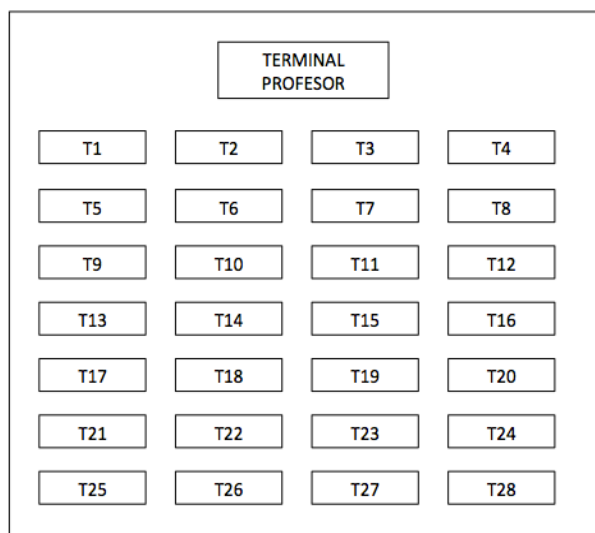 TERMINAL
PROFESOR
T1 T2 T3 T4
T5 T6 T7 T8
T9 T10 T11 T12
T13 T14 T15 T16
T17 T18 T19 T20
T21 T22 T23 T24
T25 T26 T27 T28